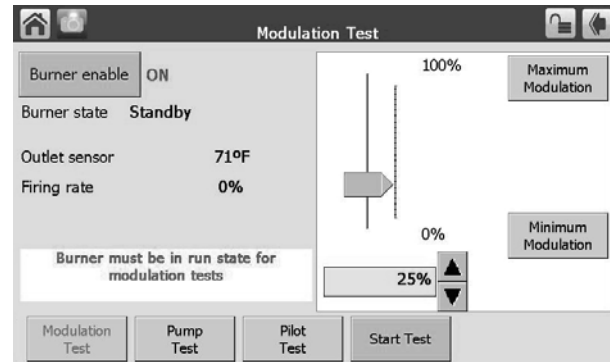 Modulation Test
Burner enable ON
Burner state Standby
Outlet sensor 71ºF
Firing rate 0%
Burner must be in run state for
modulation tests
100%
0%
25%
Maximum
Modulation
Minimum
Modulation
Modulation
Test
Pump
Test
Pilot
Test
Start Test